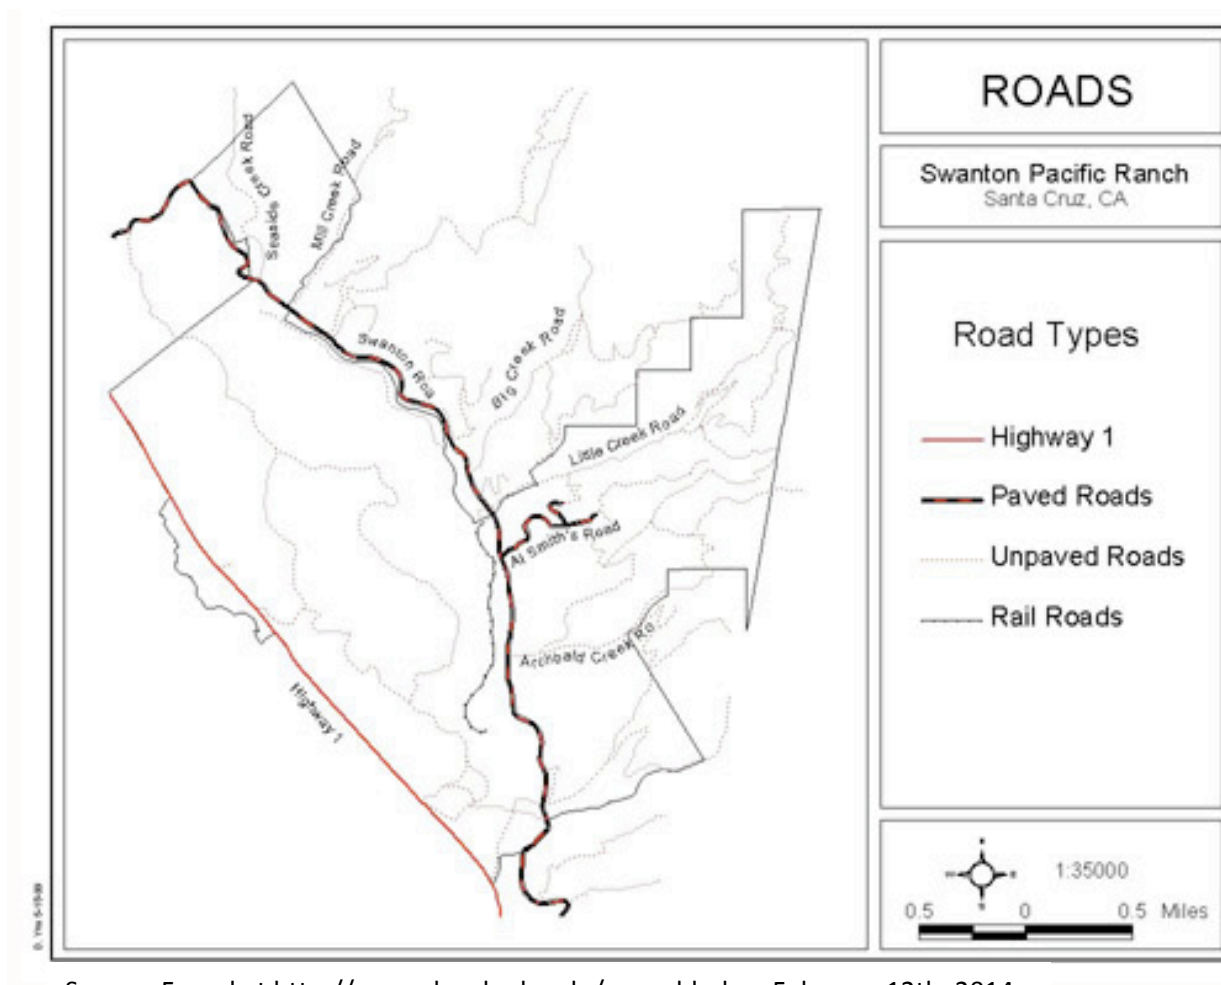 ROADS
Swanton Pacific Ranch
Santa Cruz, CA
Road Types
Highway 1
Paved Roads
Unpaved Roads
Rail Roads
1:35000
0.5 0 0.5 Miles
Seaside Creek Road
Mill Creek Road
Swanton Roa
Big Creek Road
Little Creek Road
Al Smith's Road
Archbald Creek Ro
Highway 1